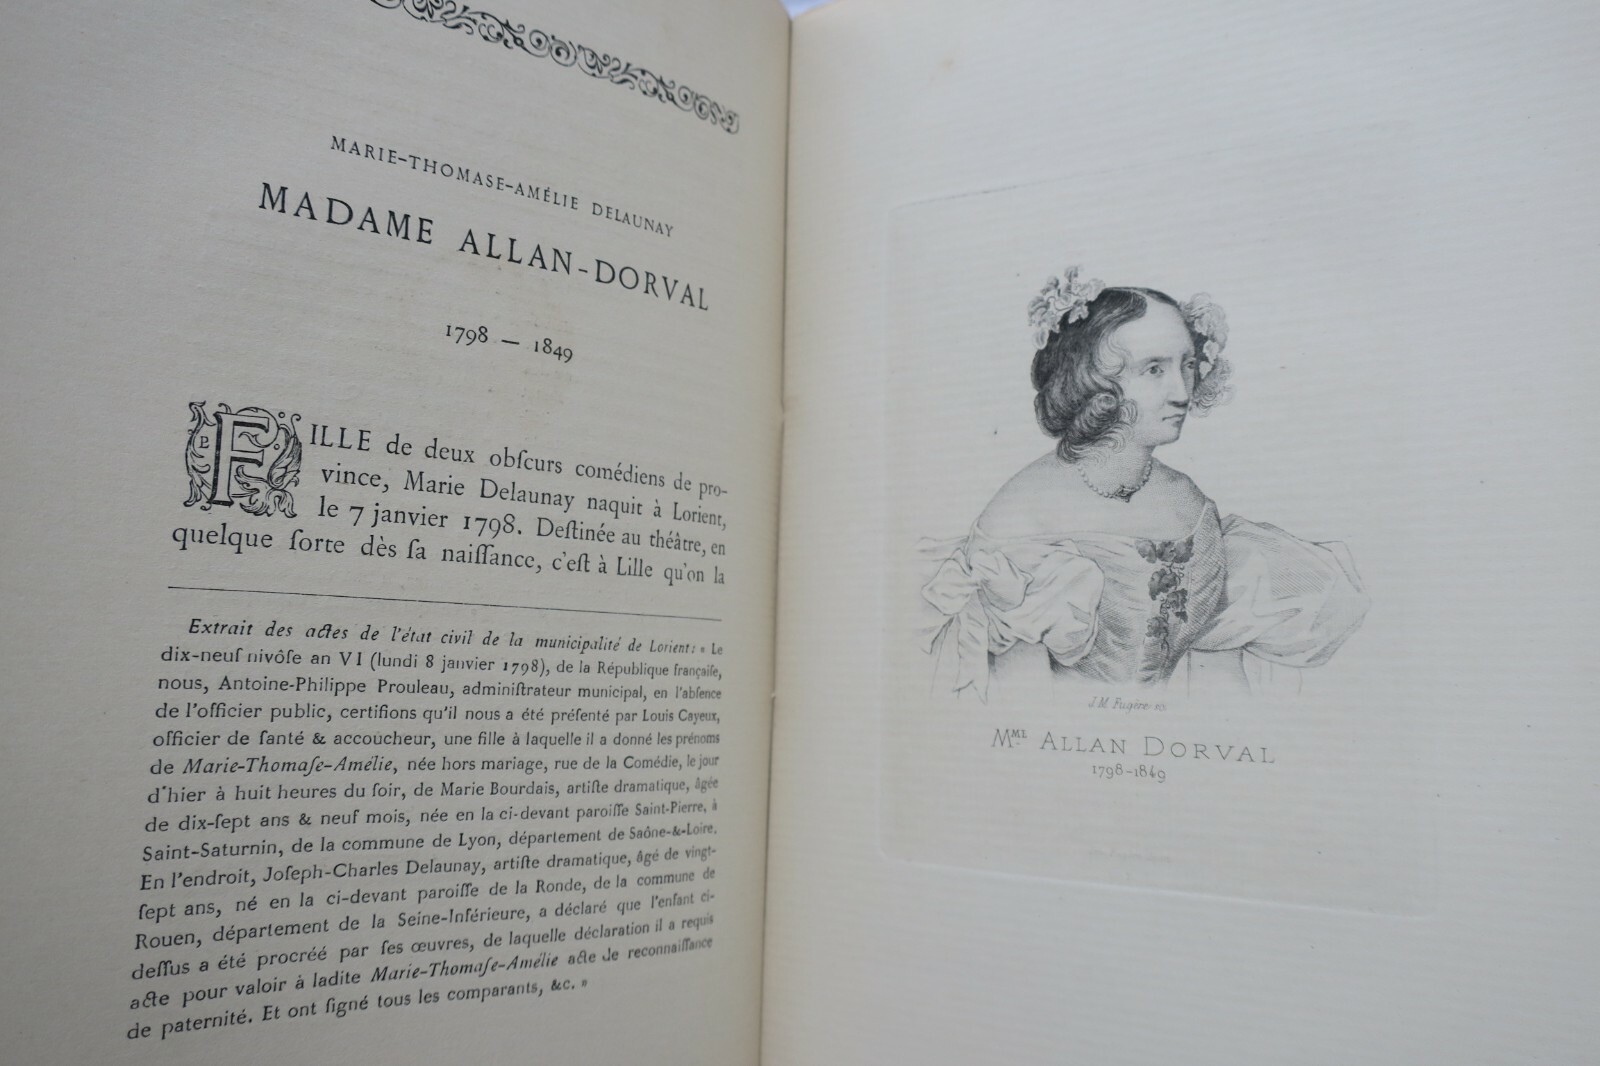 MARIE-THOMASE-AMÉLIE DELAUNAY
MADAME ALLAN-DORVAL
1798 — 1849
FILLE de deux obſcurs comédiens de pro-
vince, Marie Delaunay naquit à Lorient,
le 7 janvier 1798. Deſtinée au théâtre, en
quelque ſorte dès ſa naiſſance, c'eſt à Lille qu'on la
Extrait des actes de l'état civil de la municipalité de Lorient: « Le
dix-neuf nivôſe an VI (lundi 8 janvier 1798), de la République françaiſe,
nous, Antoine-Philippe Prouleau, adminiſtrateur municipal, en l'abſence
de l'officier public, certifions qu'il nous a été préſenté par Louis Cayeux,
officier de ſanté & accoucheur, une fille à laquelle il a donné les prénoms
de Marie-Thomaſe-Amélie, née hors mariage, rue de la Comédie, le jour
d'hier à huit heures du ſoir, de Marie Bourdais, artiſte dramatique, âgée
de dix-ſept ans & neuf mois, née en la ci-devant paroiſſe Saint-Pierre, à
Saint-Saturnin, de la commune de Lyon, département de Saône-&-Loire.
En l'endroit, Joſeph-Charles Delaunay, artiſte dramatique, âgé de vingt-
ſept ans, né en la ci-devant paroiſſe de la Ronde, de la commune de
Rouen, département de la Seine-Inférieure, a déclaré que l'enfant ci-
deſſus a été procréé par ſes œuvres, de laquelle déclaration il a requis
acte pour valoir à ladite Marie-Thomaſe-Amélie acte de reconnaiſſance
de paternité. Et ont ſigné tous les comparants, &c. »
J. M. Fugère sc.
MME ALLAN DORVAL
1798-1849